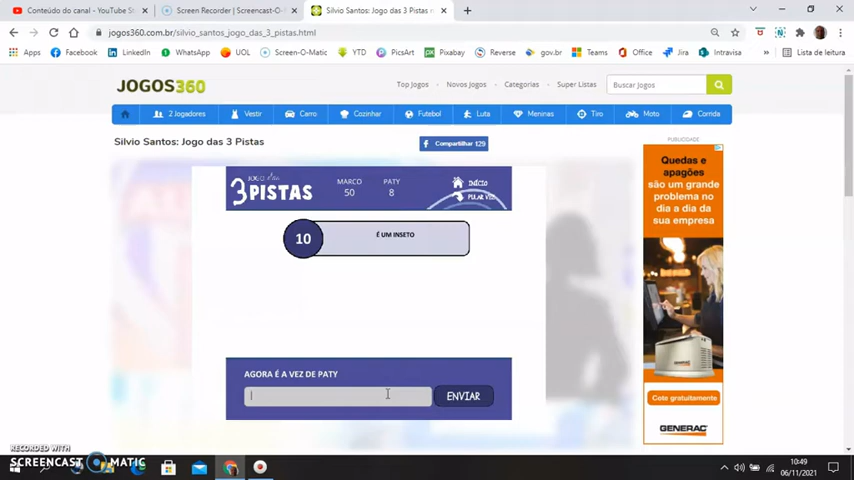 Conteúdo do canal - YouTube St
Screen Recorder | Screencast-O-
Silvio Santos: Jogo das 3 Pistas n
jogos360.com.br/silvio_santos_jogo_das_3_pistas.html
Apps
Facebook
LinkedIn
WhatsApp
UOL
Screen-O-Matic
YTD
PicsArt
Pixabay
Reverse
gov.br
Teams
Office
Jira
Intravisa
Lista de leitura
JOGOS360
Top Jogos
Novos Jogos
Categorias
Super Listas
Buscar Jogos
2 Jogadores
Vestir
Carro
Cozinhar
Futebol
Luta
Meninas
Tiro
Moto
Corrida
Silvio Santos: Jogo das 3 Pistas
Compartilhar 129
PUBLICIDADE
JOGO das
3 PISTAS
MARCO
50
PATY
8
INÍCIO
PULAR VEZ
10
É UM INSETO
AGORA É A VEZ DE PATY
ENVIAR
Quedas e
apagões
são um grande
problema no
dia a dia da
sua empresa
Cote gratuitamente
GENERAC
RECORDED WITH
SCREENCAST-O-MATIC
10:49
06/11/2021